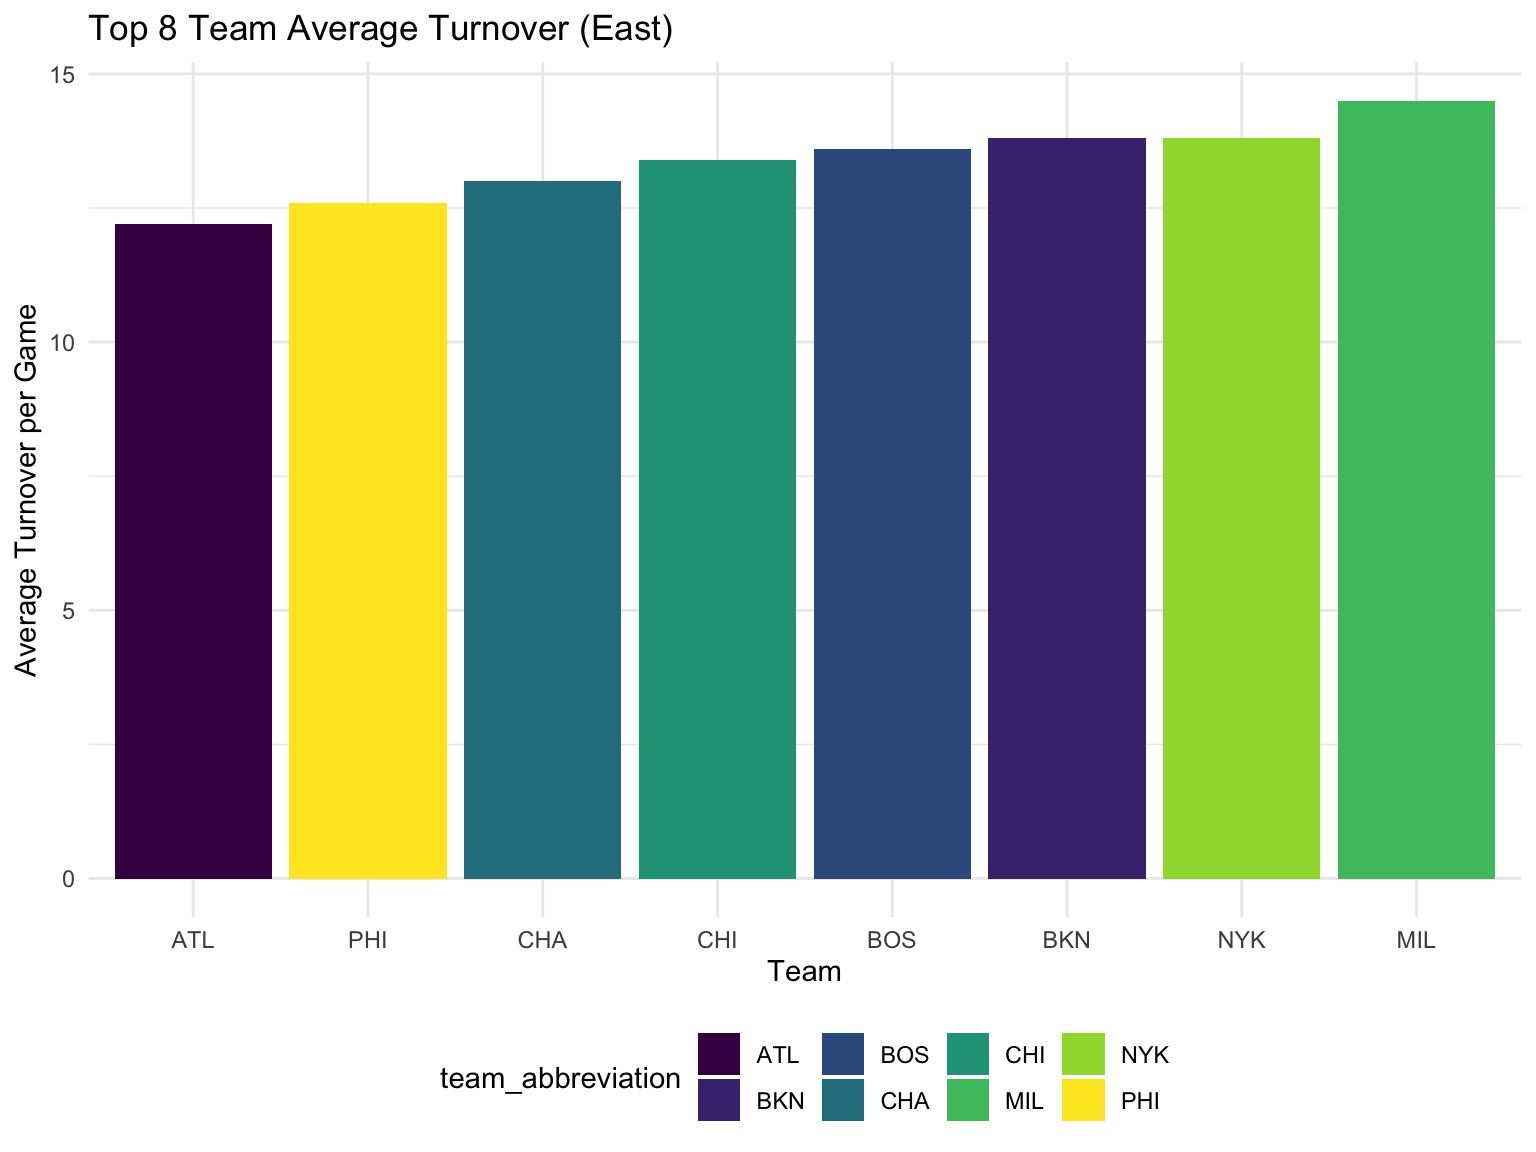 Top 8 Team Average Turnover (East)
Average Turnover per Game
15
10
5
0
ATL PHI CHA CHI BOS BKN NYK MIL
Team
team_abbreviation
ATL BOS CHI NYK
BKN CHA MIL PHI